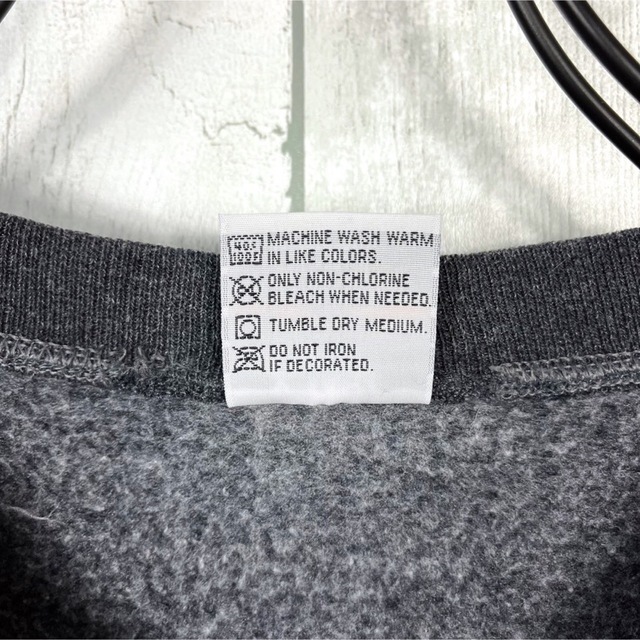 MACHINE WASH WARM
IN LIKE COLORS.
ONLY NON-CHLORINE
BLEACH WHEN NEEDED.
TUMBLE DRY MEDIUM.
DO NOT IRON
IF DECORATED.